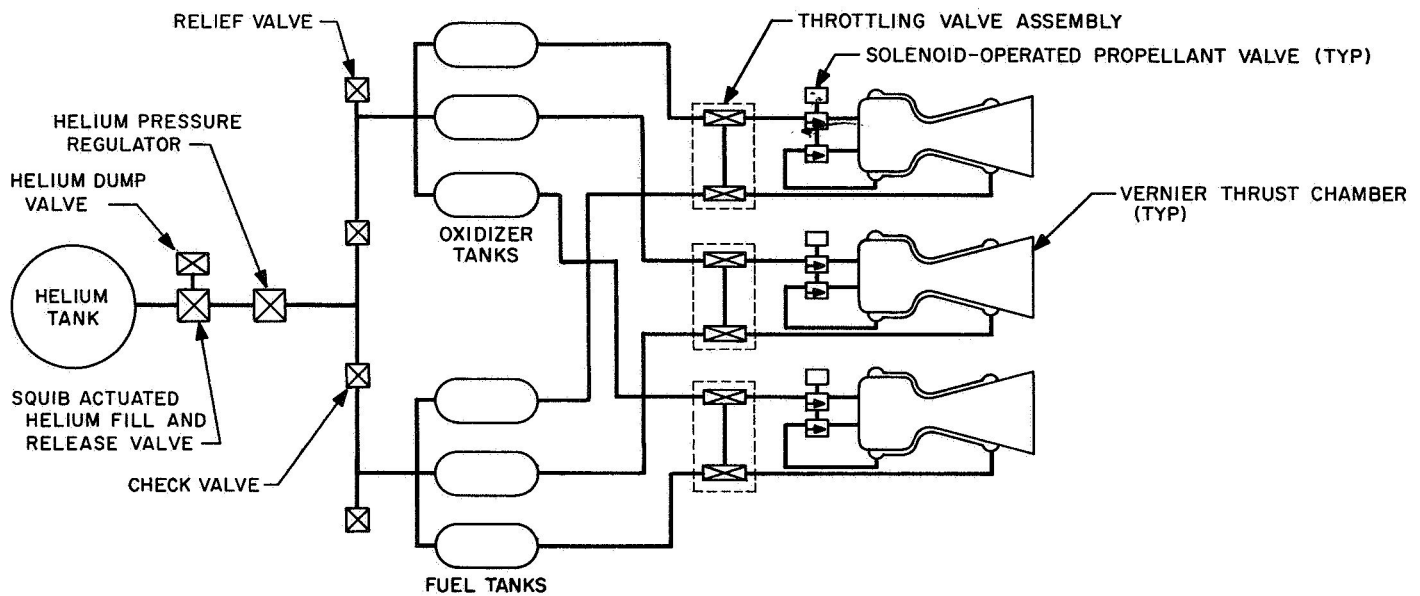 RELIEF VALVE
THROTTLING VALVE ASSEMBLY
SOLENOID-OPERATED PROPELLANT VALVE (TYP)
HELIUM PRESSURE
REGULATOR
HELIUM DUMP
VALVE
VERNIER THRUST CHAMBER
(TYP)
OXIDIZER
TANKS
HELIUM
TANK
SQUIB ACTUATED
HELIUM FILL AND
RELEASE VALVE
CHECK VALVE
FUEL TANKS